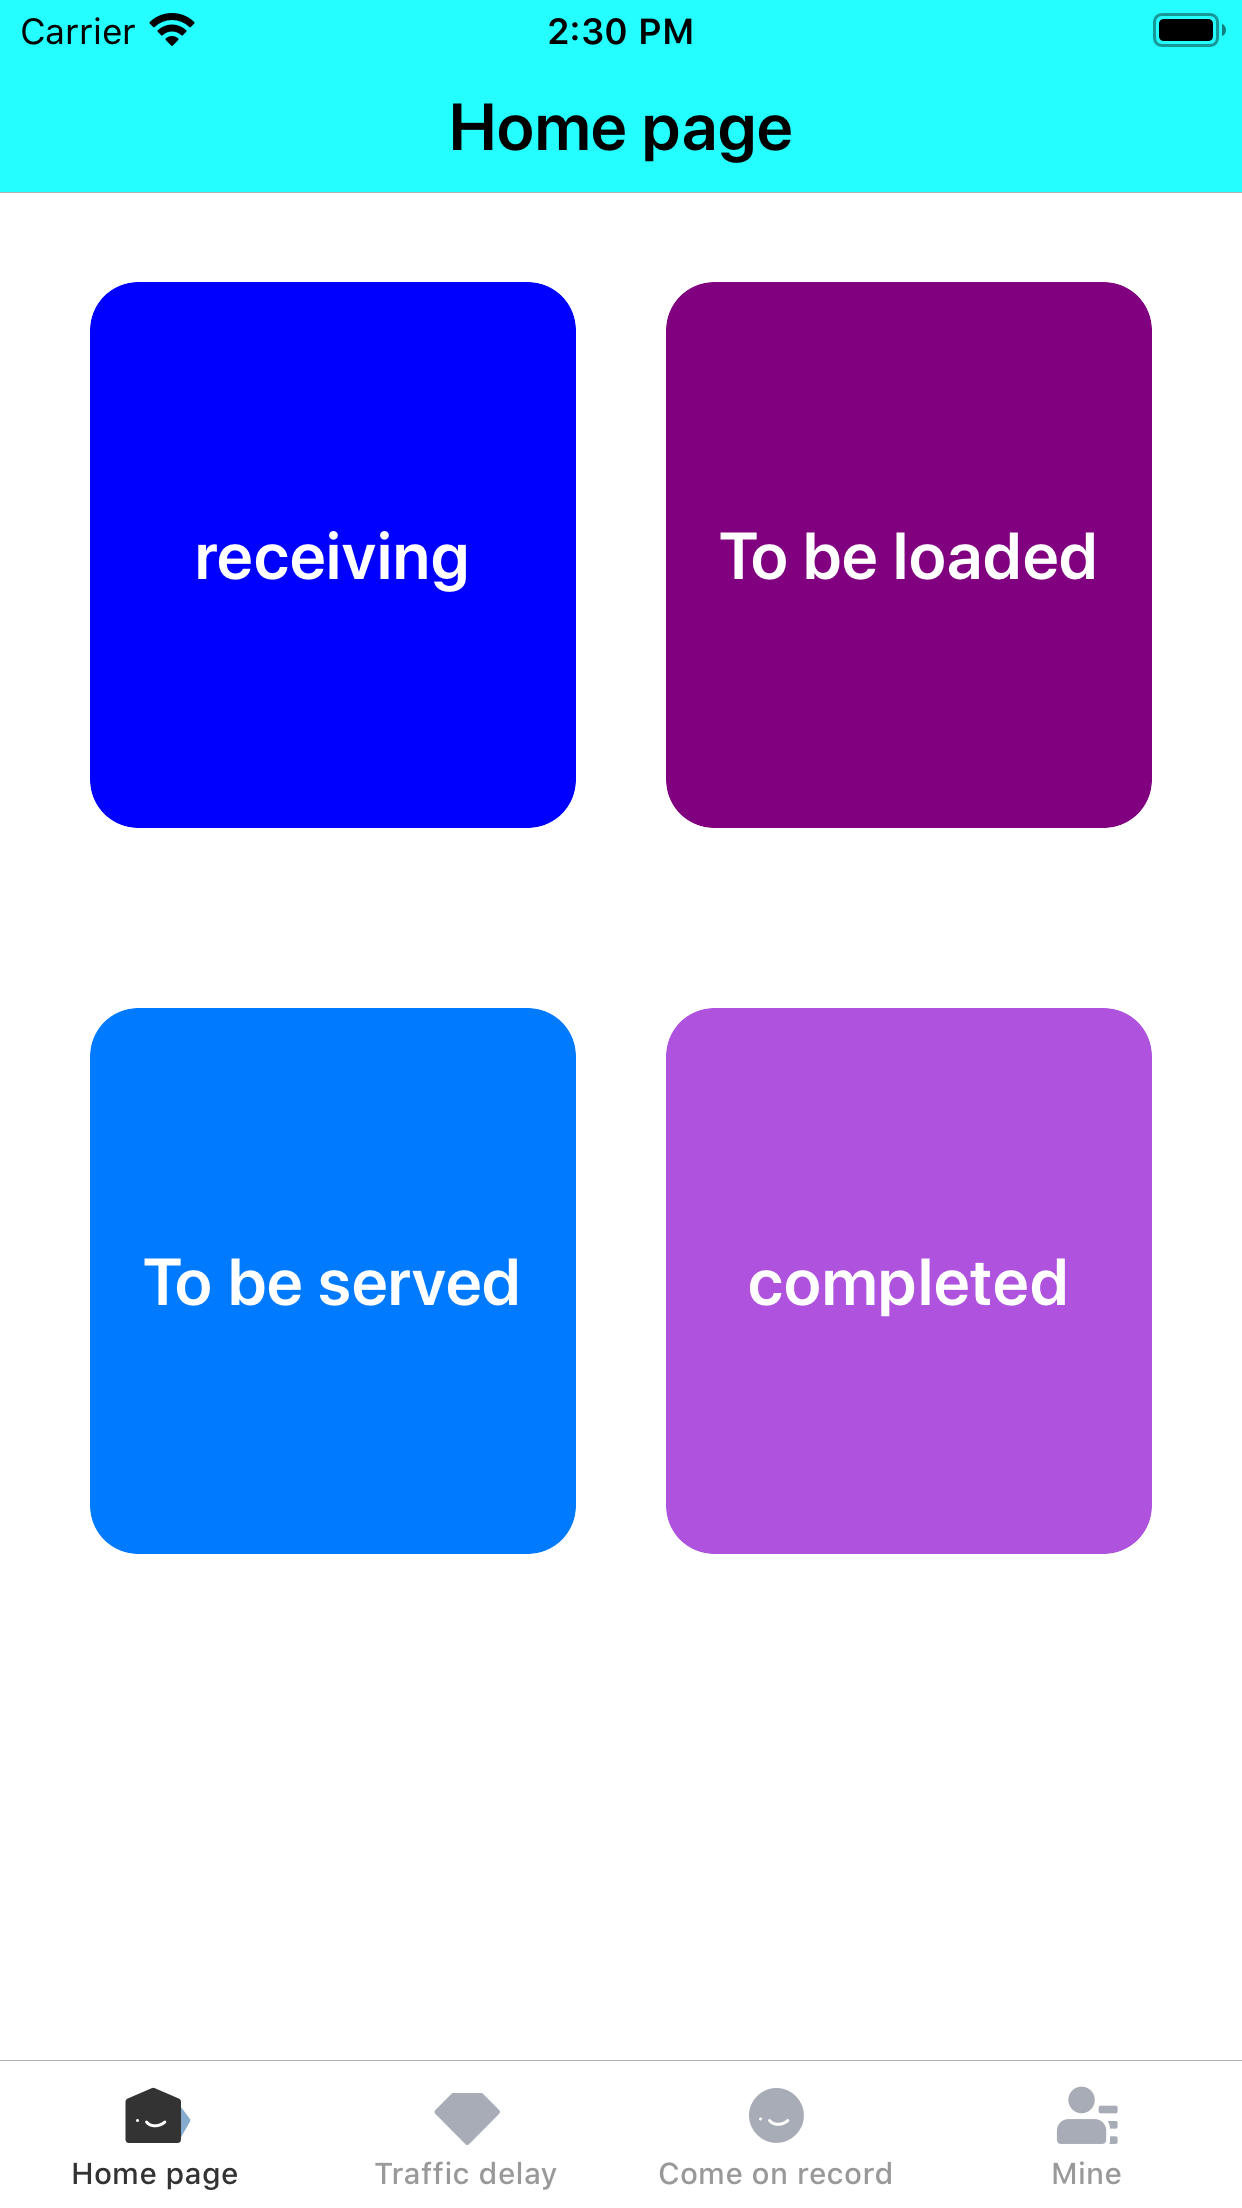 Carrier
2:30 PM
Home page
receiving
To be loaded
To be served
completed
Home page
Traffic delay
Come on record
Mine